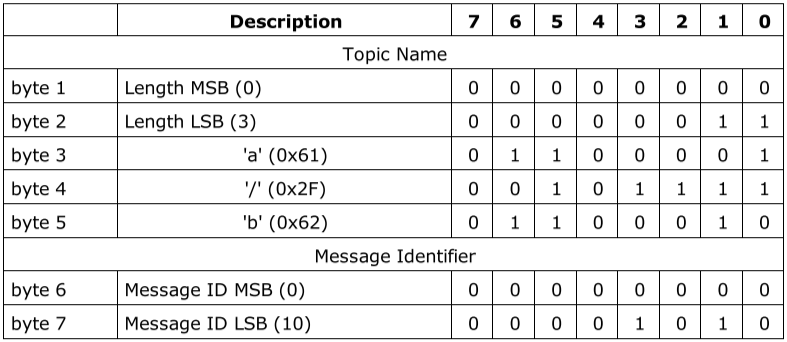 Description 7 6 5 4 3 2 1 0
Topic Name
byte 1 Length MSB (0) 0 0 0 0 0 0 0 0
byte 2 Length LSB (3) 0 0 0 0 0 0 1 1
byte 3 'a' (0x61) 0 1 1 0 0 0 0 1
byte 4 '/' (0x2F) 0 0 1 0 1 1 1 1
byte 5 'b' (0x62) 0 1 1 0 0 0 1 0
Message Identifier
byte 6 Message ID MSB (0) 0 0 0 0 0 0 0 0
byte 7 Message ID LSB (10) 0 0 0 0 1 0 1 0